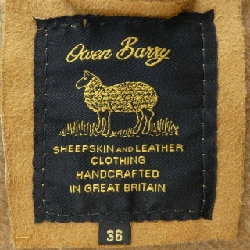 Owen Barry
SHEEPSKIN AND LEATHER
CLOTHING
HANDCRAFTED
IN GREAT BRITAIN
36